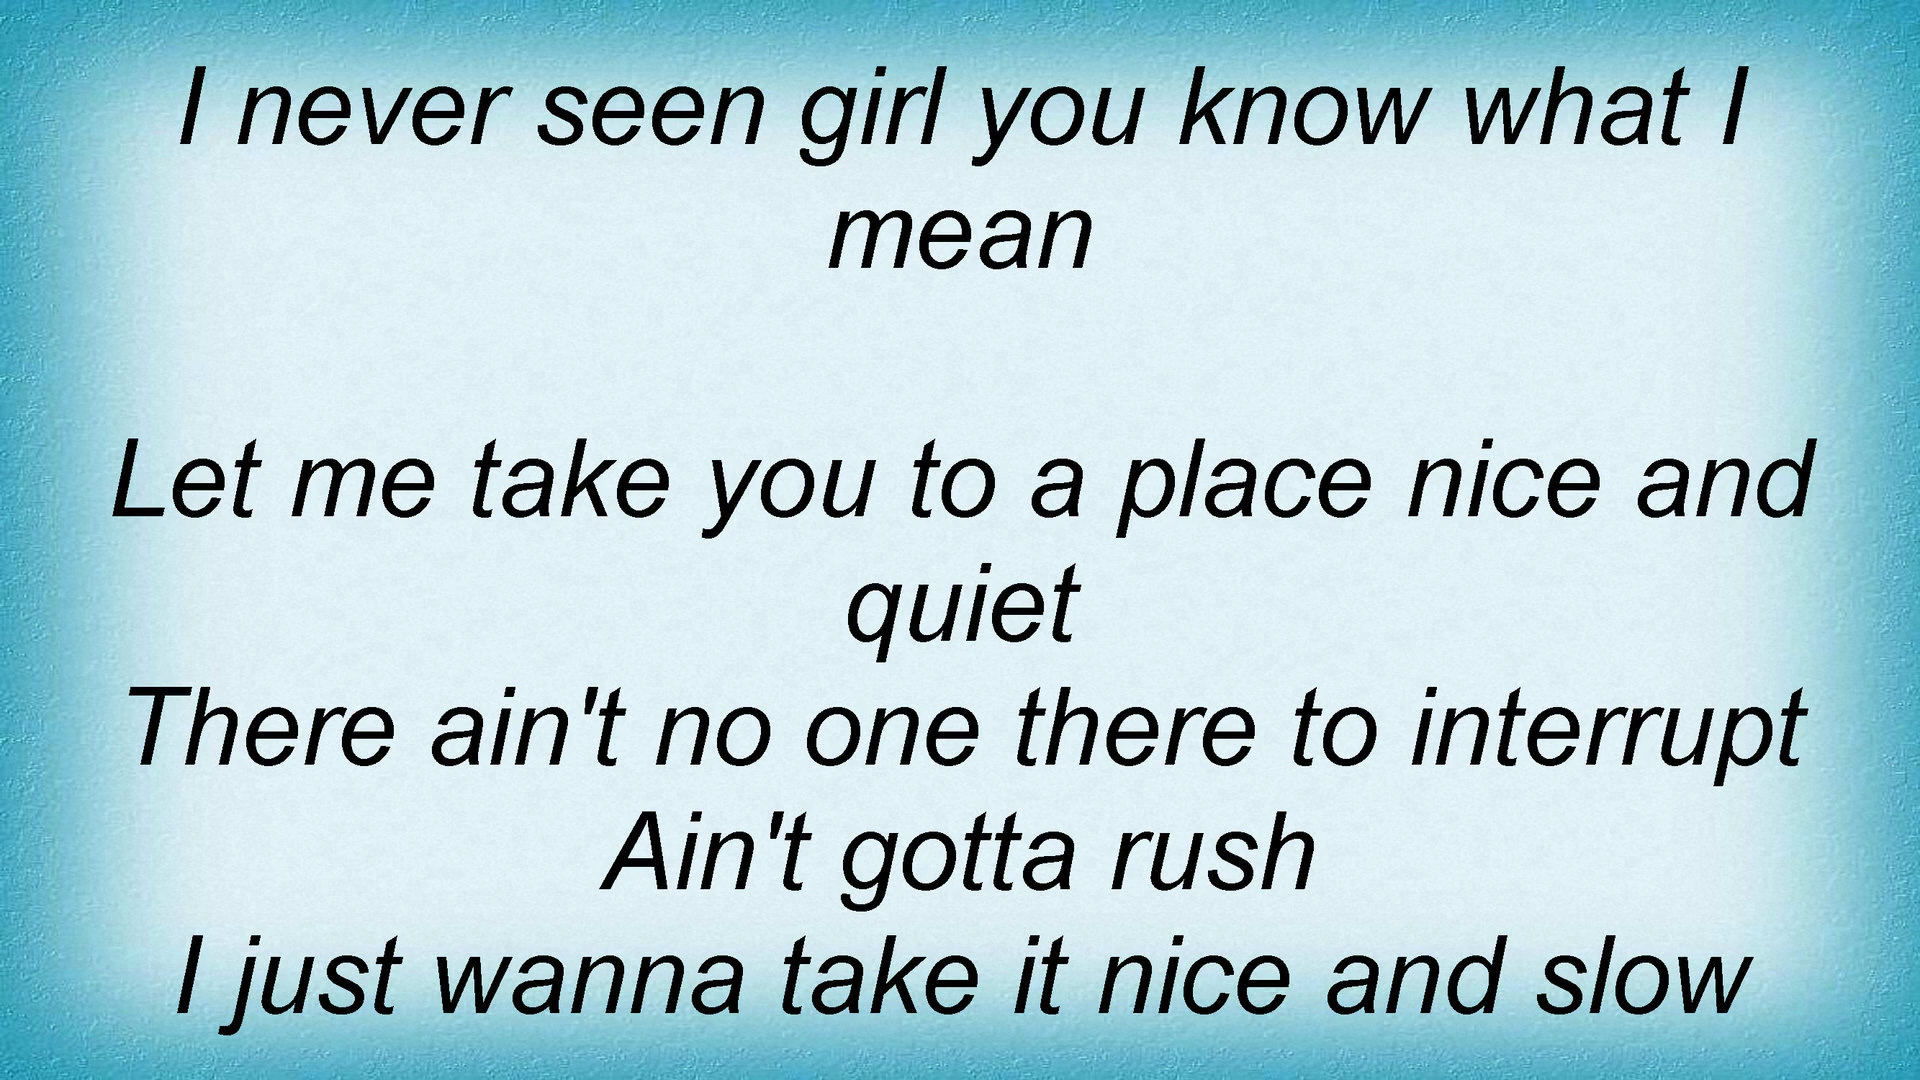 I never seen girl you know what I
mean
Let me take you to a place nice and
quiet
There ain't no one there to interrupt
Ain't gotta rush
I just wanna take it nice and slow